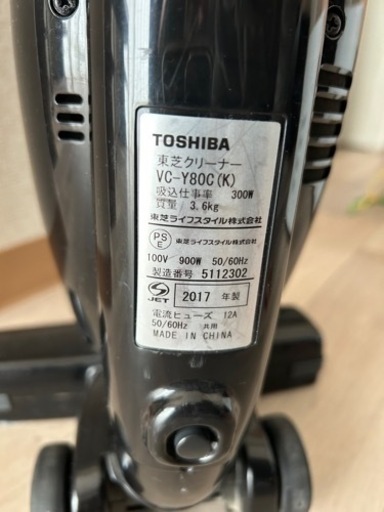 TOSHIBA
東芝クリーナー
VC-Y80C(K)
吸込仕事率 300W
質量 3.6kg
東芝ライフスタイル株式会社
PS
E
東芝ライフスタイル株式会社
100V 900W 50/60Hz
製造番号 5112302
S
JET
2017 年製
電流ヒューズ 12A
50/60Hz 共用
MADE IN CHINA